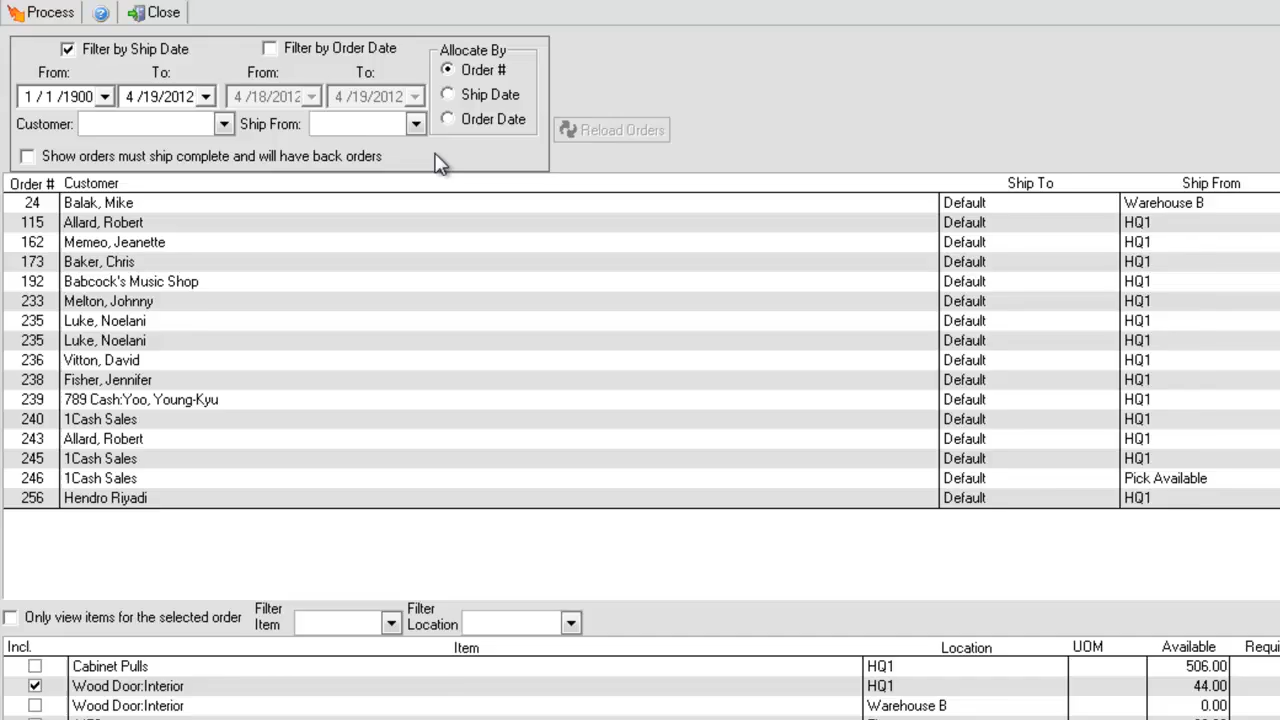 Process Close
Filter by Ship Date Filter by Order Date Allocate By
From: To: From: To: Order #
1 / 1 /1900 4 /19/2012 4 /18/2012 4 /19/2012 Ship Date
Customer: Ship From: Order Date Reload Orders
Show orders must ship complete and will have back orders
Order # Customer Ship To Ship From
24 Balak, Mike Default Warehouse B
115 Allard, Robert Default HQ1
162 Memeo, Jeanette Default HQ1
173 Baker, Chris Default HQ1
192 Babcock's Music Shop Default HQ1
233 Melton, Johnny Default HQ1
235 Luke, Noelani Default HQ1
235 Luke, Noelani Default HQ1
236 Vitton, David Default HQ1
238 Fisher, Jennifer Default HQ1
239 789 Cash:Yoo, Young-Kyu Default HQ1
240 1Cash Sales Default HQ1
243 Allard, Robert Default HQ1
245 1Cash Sales Default HQ1
246 1Cash Sales Default Pick Available
256 Hendro Riyadi Default HQ1
Only view items for the selected order Filter Item Filter Location
Incl. Item Location UOM Available Requi
Cabinet Pulls HQ1 506.00
Wood Door:Interior HQ1 44.00
Wood Door:Interior Warehouse B 0.00